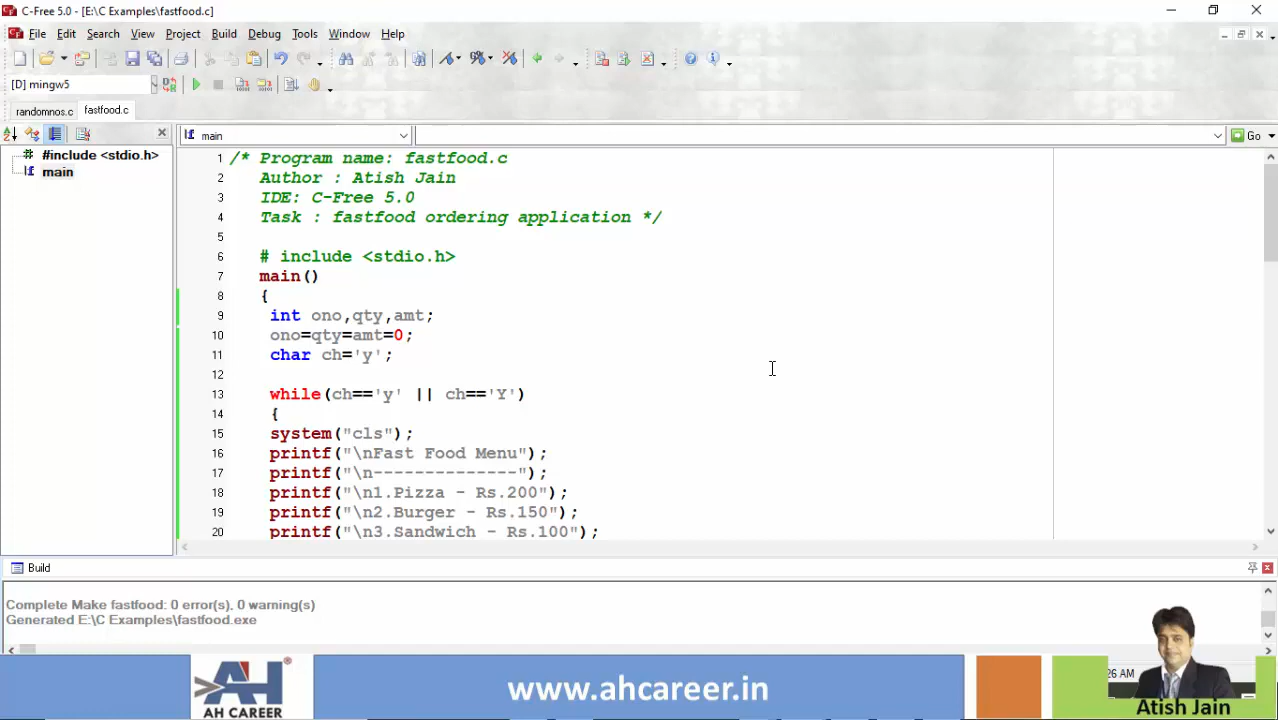 C-Free 5.0 - [E:\C Examples\fastfood.c]
File Edit Search View Project Build Debug Tools Window Help
[D] mingw5
randomnos.c fastfood.c
main
Go
#include <stdio.h>
main
1 /* Program name: fastfood.c
2 Author : Atish Jain
3 IDE: C-Free 5.0
4 Task : fastfood ordering application */
5
6 # include <stdio.h>
7 main()
8 {
9 int ono,qty,amt;
10 ono=qty=amt=0;
11 char ch='y';
12
13 while(ch=='y' || ch=='Y')
14 {
15 system("cls");
16 printf("\nFast Food Menu");
17 printf("\n--------------");
18 printf("\n1.Pizza - Rs.200");
19 printf("\n2.Burger - Rs.150");
20 printf("\n3.Sandwich - Rs.100");
Build
Complete Make fastfood: 0 error(s), 0 warning(s)
Generated E:\C Examples\fastfood.exe
AH
AH CAREER
www.ahcareer.in
26 AM
Atish Jain